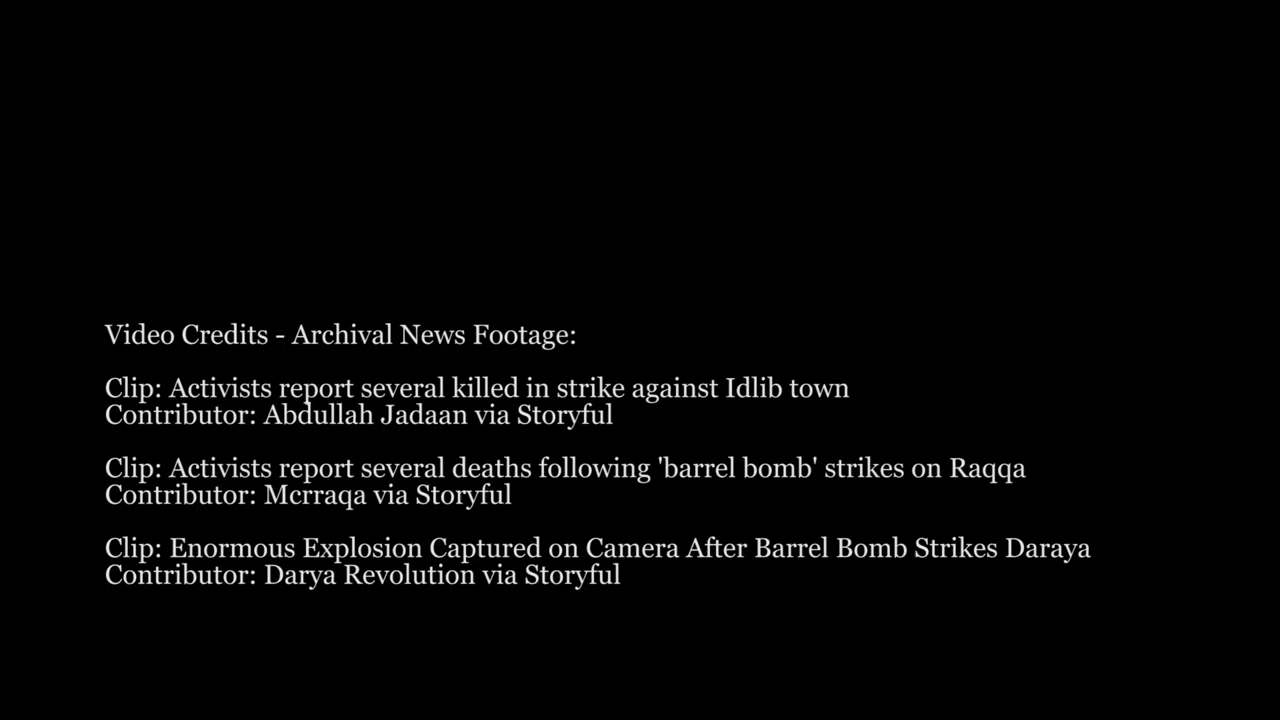 Video Credits - Archival News Footage:
Clip: Activists report several killed in strike against Idlib town
Contributor: Abdullah Jadaan via Storyful
Clip: Activists report several deaths following 'barrel bomb' strikes on Raqqa
Contributor: Mcrraqa via Storyful
Clip: Enormous Explosion Captured on Camera After Barrel Bomb Strikes Daraya
Contributor: Darya Revolution via Storyful